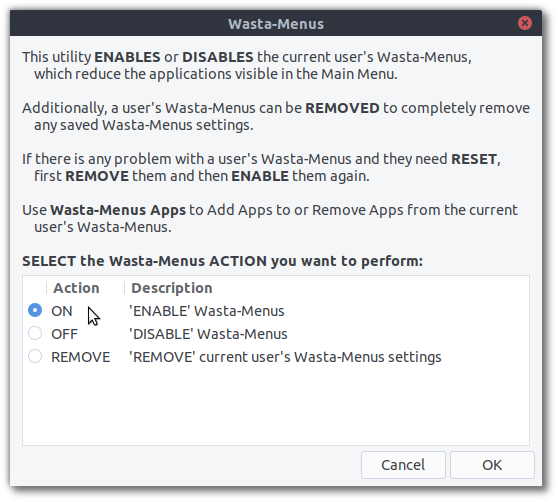 Wasta-Menus
This utility ENABLES or DISABLES the current user's Wasta-Menus,
which reduce the applications visible in the Main Menu.
Additionally, a user's Wasta-Menus can be REMOVED to completely remove
any saved Wasta-Menus settings.
If there is any problem with a user's Wasta-Menus and they need RESET,
first REMOVE them and then ENABLE them again.
Use Wasta-Menus Apps to Add Apps to or Remove Apps from the current
user's Wasta-Menus.
SELECT the Wasta-Menus ACTION you want to perform:
Action Description
ON 'ENABLE' Wasta-Menus
OFF 'DISABLE' Wasta-Menus
REMOVE 'REMOVE' current user's Wasta-Menus settings
Cancel OK